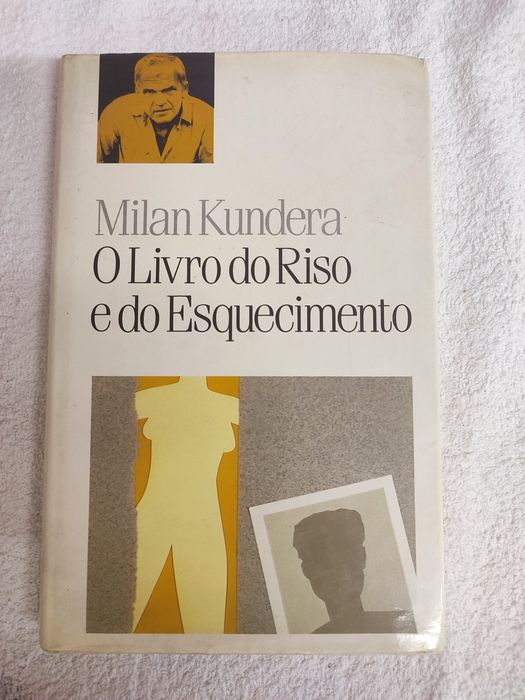 Milan Kundera
O Livro do Riso
e do Esquecimento